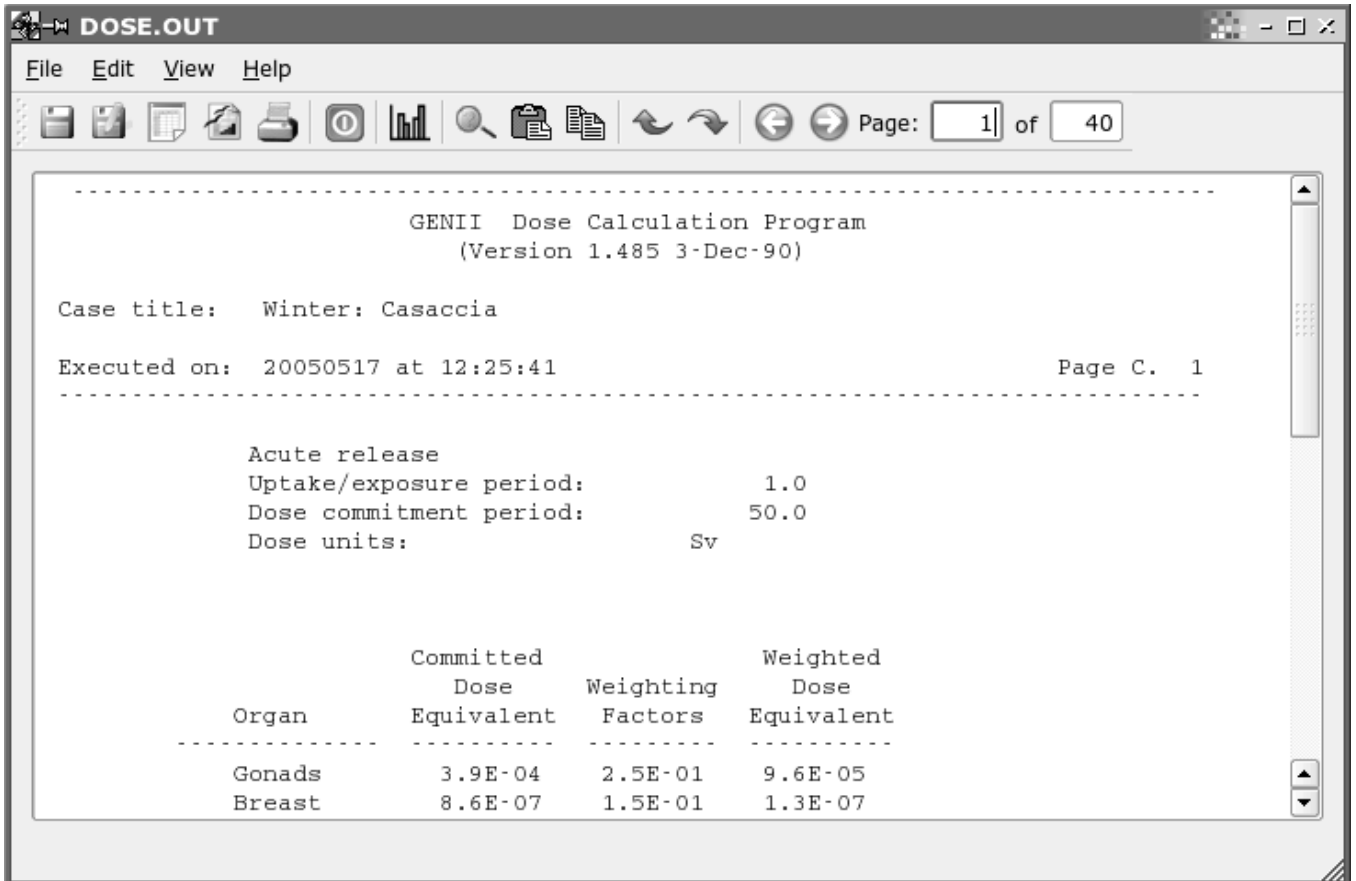 DOSE.OUT
File Edit View Help
Page: 1 of 40
--------------------------------------------------------------------------------
GENII Dose Calculation Program
(Version 1.485 3-Dec-90)
Case title: Winter: Casaccia
Executed on: 20050517 at 12:25:41 Page C. 1
--------------------------------------------------------------------------------
Acute release
Uptake/exposure period: 1.0
Dose commitment period: 50.0
Dose units: Sv
Committed Weighted
Dose Weighting Dose
Organ Equivalent Factors Equivalent
-------------- ---------- --------- ----------
Gonads 3.9E-04 2.5E-01 9.6E-05
Breast 8.6E-07 1.5E-01 1.3E-07